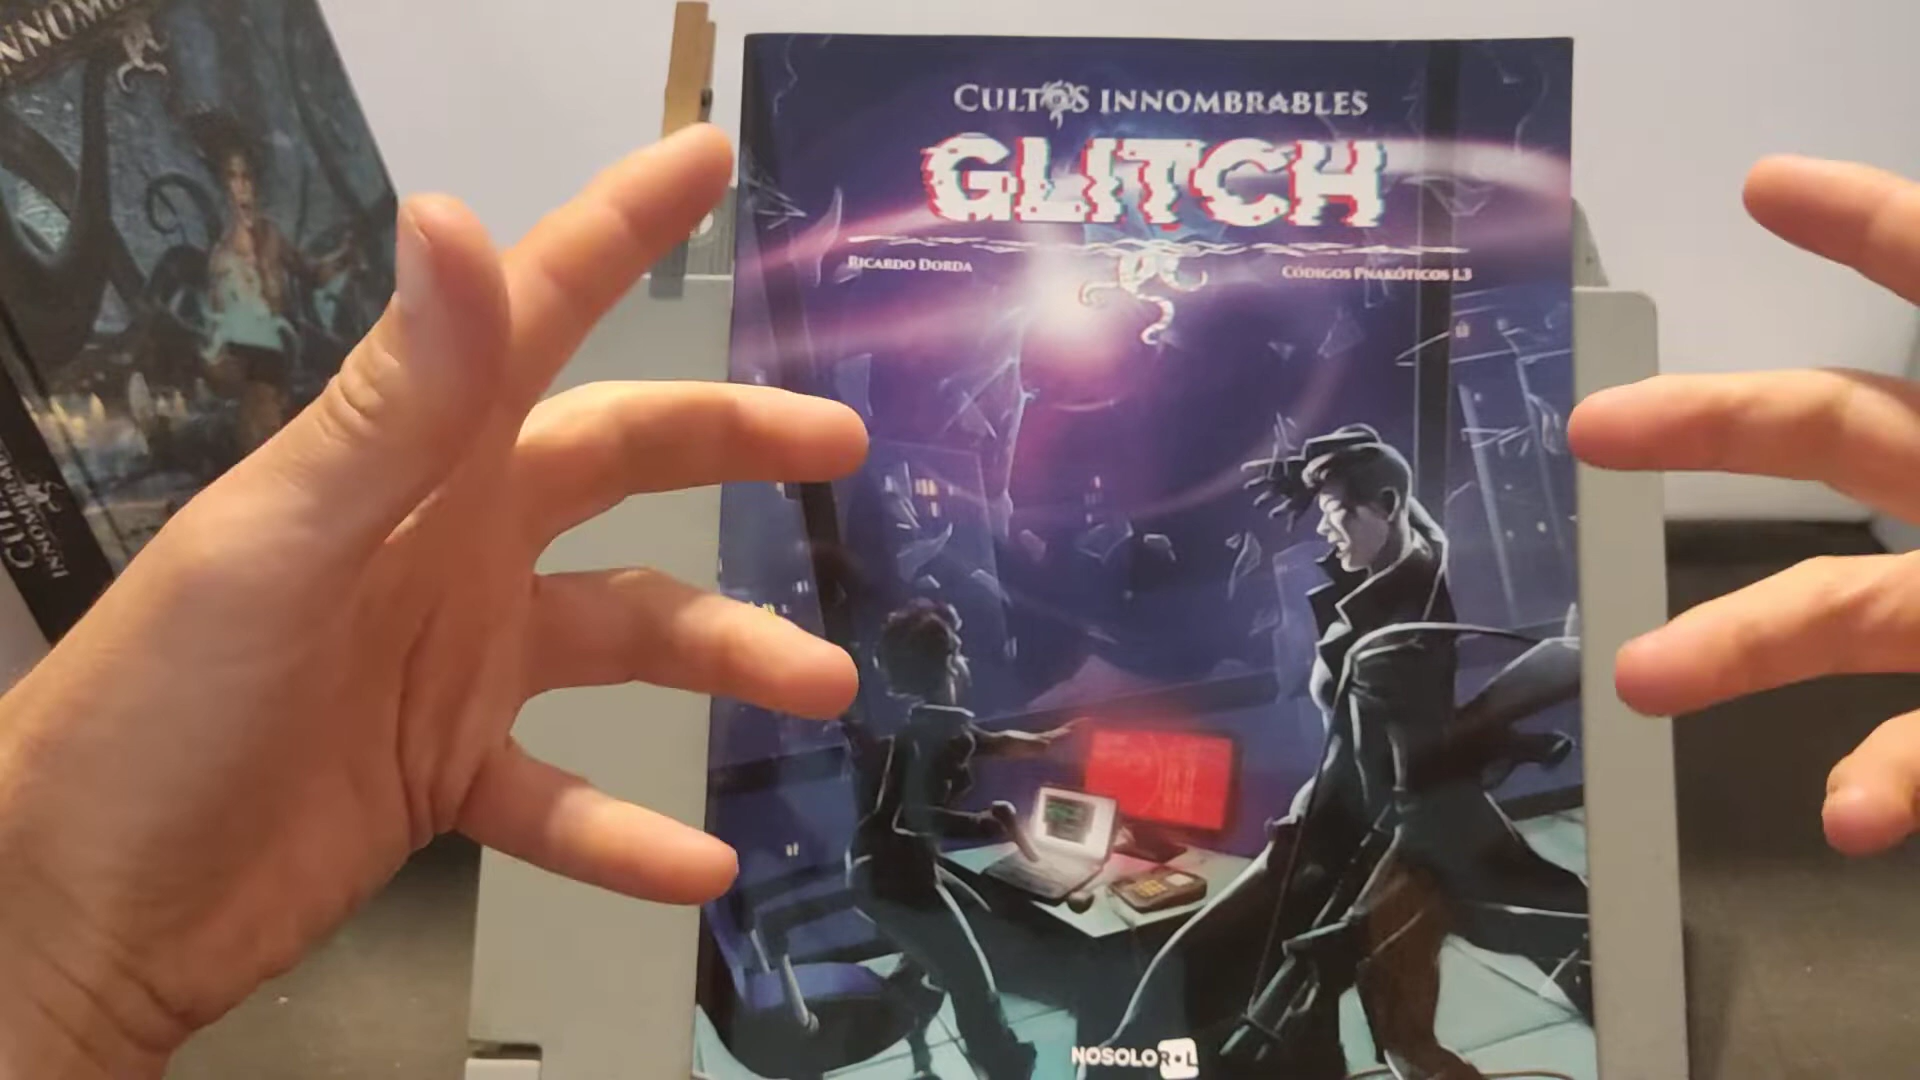 CULTOS INNOMBRABLES
GLITCH
RICARDO DORDA
CÓDIGOS PNAKÓTICOS 1.3
NOSOLOROL